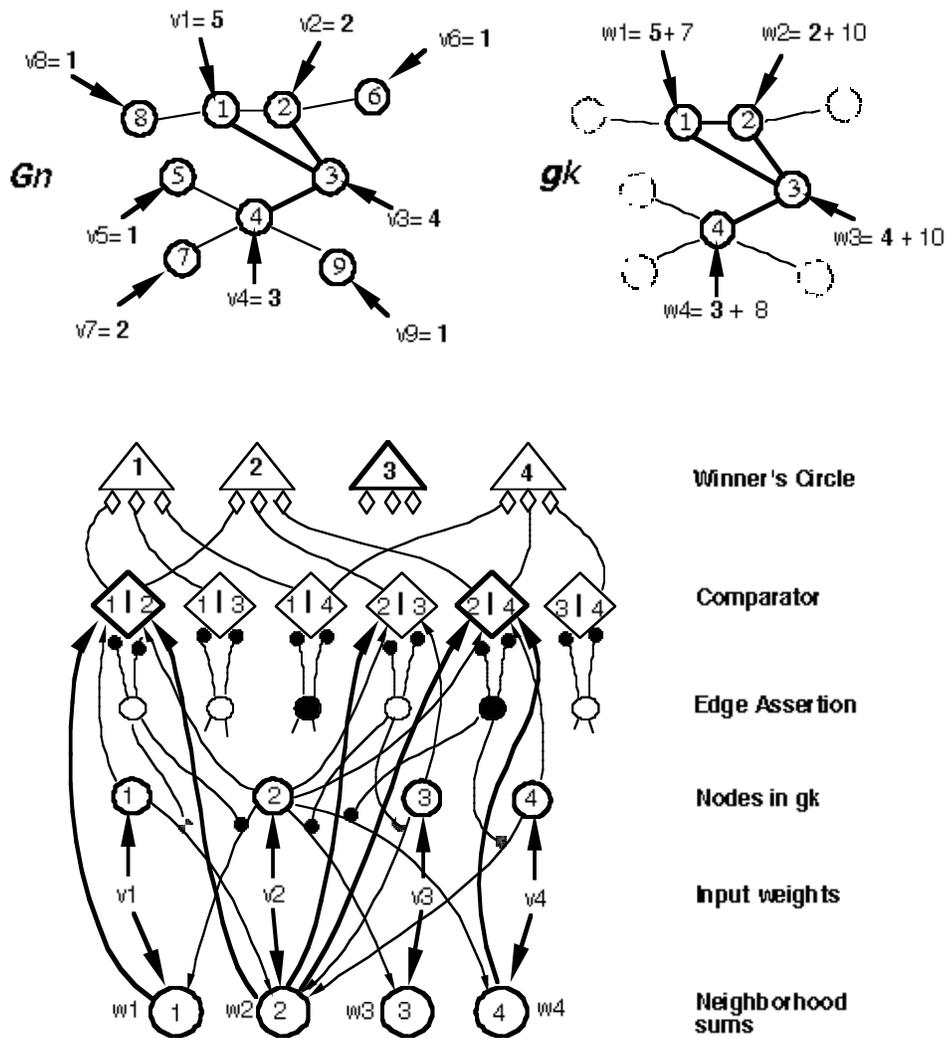 v1= 5
v2= 2
v6= 1
v8= 1
8
1
2
6
Gn
5
3
4
v5= 1
v3= 4
7
9
v4= 3
v7= 2
v9= 1
w1= 5+ 7
w2= 2+ 10
1
2
gk
3
4
w3= 4 + 10
w4= 3 + 8
1 2 3 4 Winner's Circle
1|2 1|3 1|4 2|3 2|4 3|4 Comparator
Edge Assertion
1 2 3 4 Nodes in gk
v1 v2 v3 v4 Input weights
w1 1 w2 2 w3 3 4 w4 Neighborhood
sums